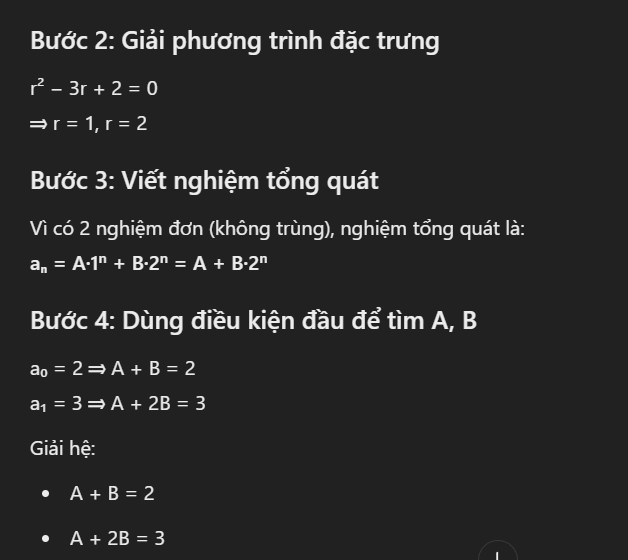 Bước 2: Giải phương trình đặc trưng
r² − 3r + 2 = 0
⇒ r = 1, r = 2
Bước 3: Viết nghiệm tổng quát
Vì có 2 nghiệm đơn (không trùng), nghiệm tổng quát là:
aₙ = A·1ⁿ + B·2ⁿ = A + B·2ⁿ
Bước 4: Dùng điều kiện đầu để tìm A, B
a₀ = 2 ⇒ A + B = 2
a₁ = 3 ⇒ A + 2B = 3
Giải hệ:
• A + B = 2
• A + 2B = 3